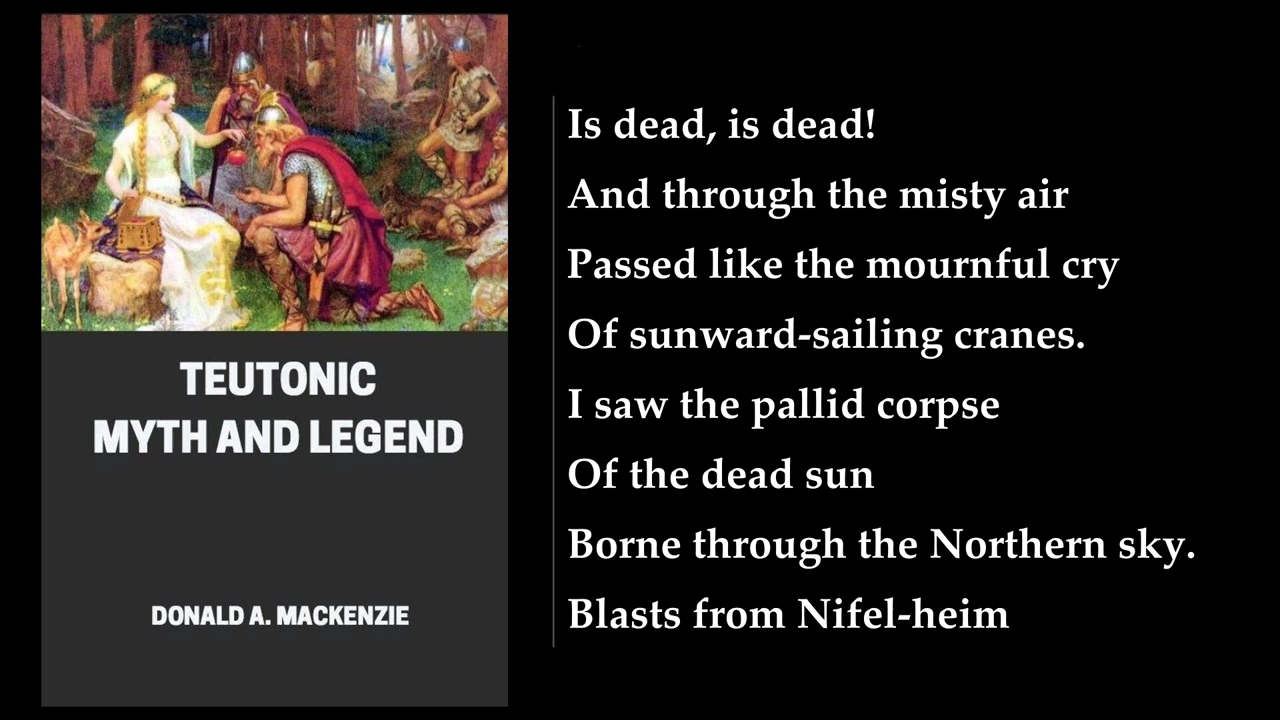 TEUTONIC
MYTH AND LEGEND
DONALD A. MACKENZIE
Is dead, is dead!
And through the misty air
Passed like the mournful cry
Of sunward-sailing cranes.
I saw the pallid corpse
Of the dead sun
Borne through the Northern sky.
Blasts from Nifel-heim